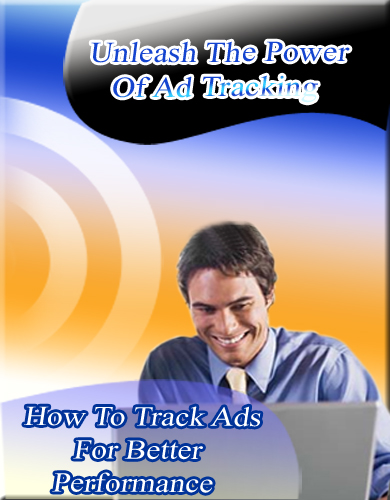 Unleash The Power
Of Ad Tracking
How To Track Ads
For Better
Performance